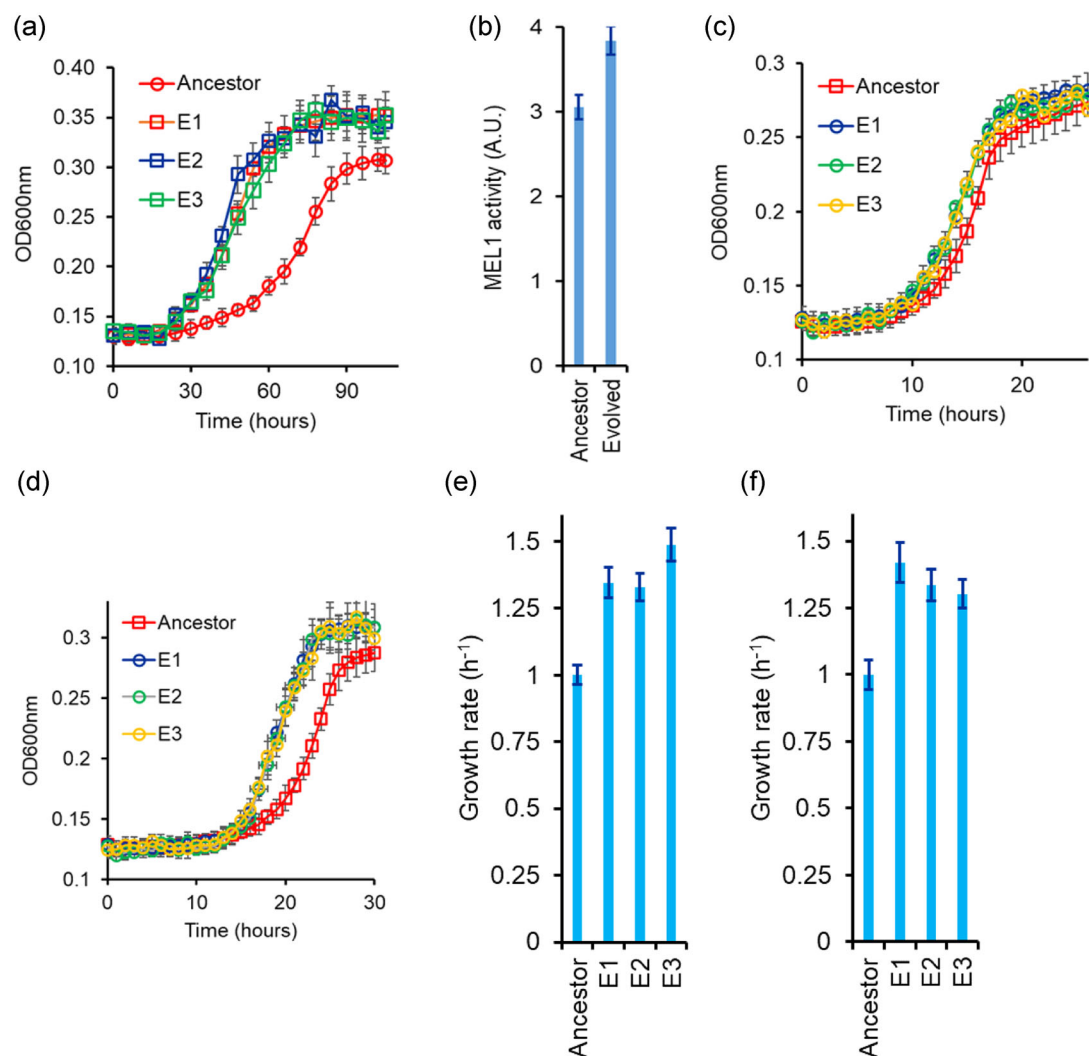 (a)
0.40
0.35
0.30
0.25
0.20
0.15
0.10
OD600nm
Ancestor
E1
E2
E3
0
30
60
90
Time (hours)
(b)
4
3
2
1
0
MEL1 activity (A.U.)
Ancestor
Evolved
(c)
0.3
0.25
0.2
0.15
0.1
OD600nm
Ancestor
E1
E2
E3
0
10
20
Time (hours)
(d)
0.3
0.25
0.2
0.15
0.1
OD600nm
Ancestor
E1
E2
E3
0
10
20
30
Time (hours)
(e)
1.5
1.25
1
0.75
0.5
0.25
0
Growth rate (h⁻¹)
Ancestor
E1
E2
E3
(f)
1.5
1.25
1
0.75
0.5
0.25
0
Growth rate (h⁻¹)
Ancestor
E1
E2
E3